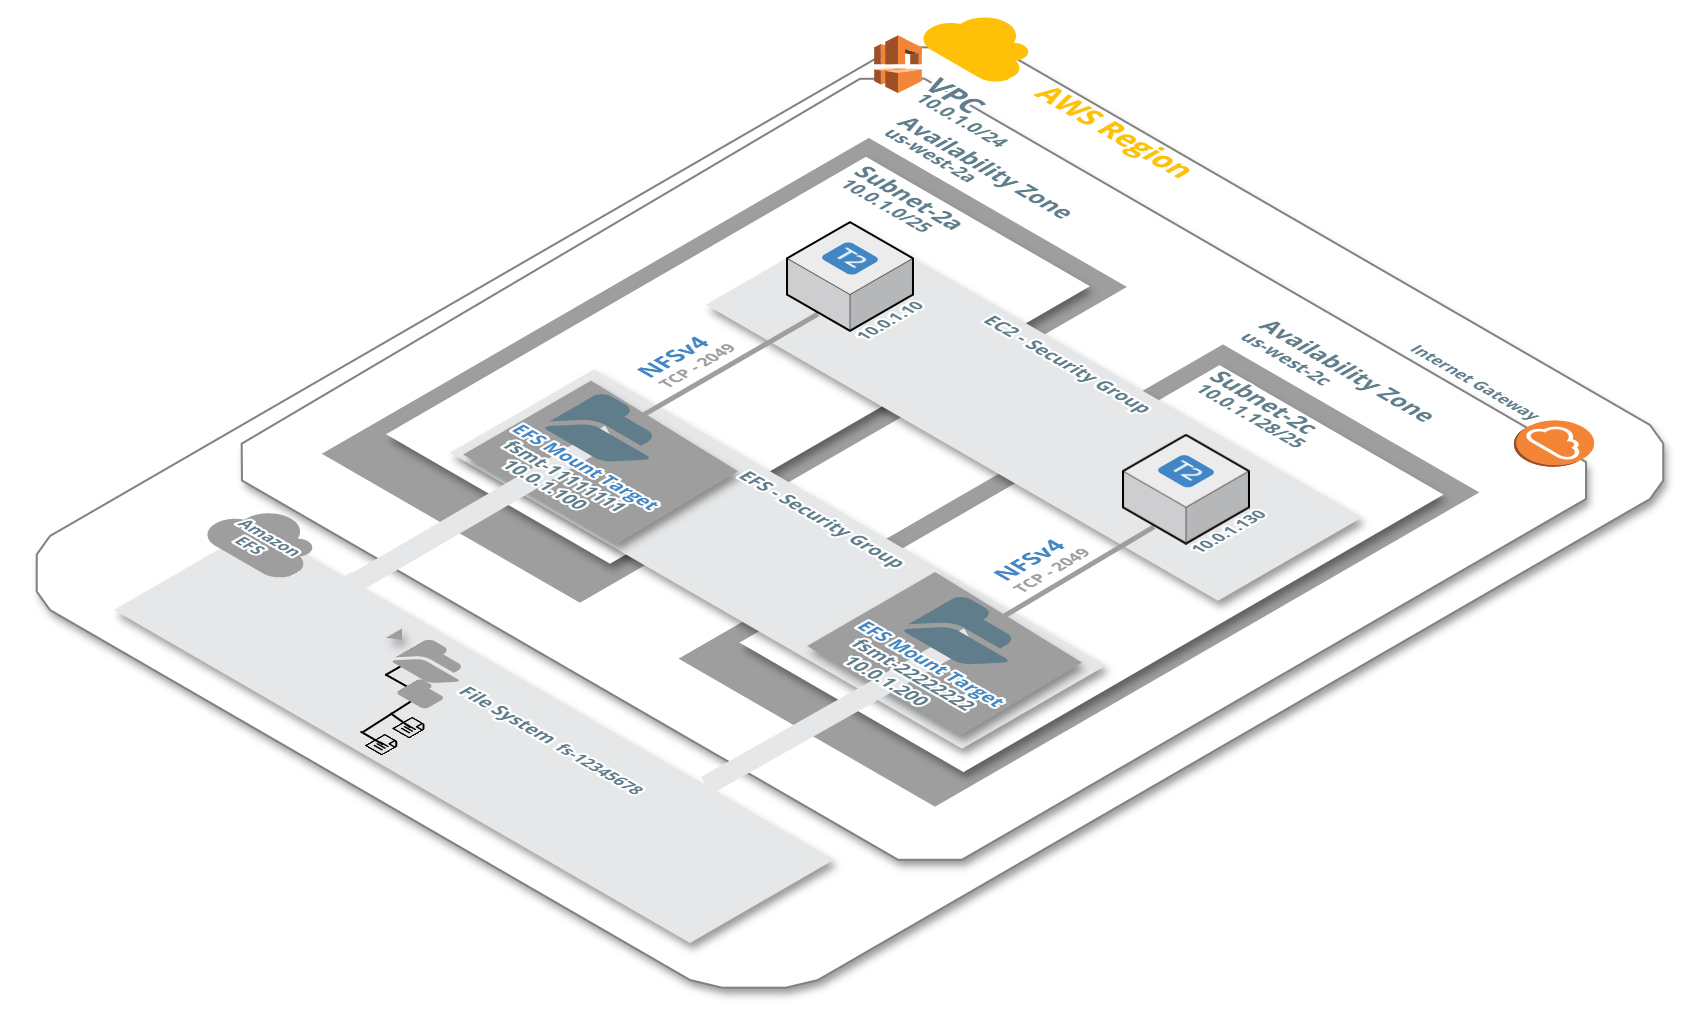 AWS Region
VPC
10.0.1.0/24
Availability Zone
us-west-2a
Subnet-2a
10.0.1.0/25
T2
10.0.1.10
EC2 - Security Group
NFSv4
TCP - 2049
Availability Zone
us-west-2c
Subnet-2c
10.0.1.128/25
Internet Gateway
T2
10.0.1.130
NFSv4
TCP - 2049
EFS Mount Target
fsmt-11111111
10.0.1.100
EFS - Security Group
EFS Mount Target
fsmt-22222222
10.0.1.200
Amazon
EFS
File System fs-12345678